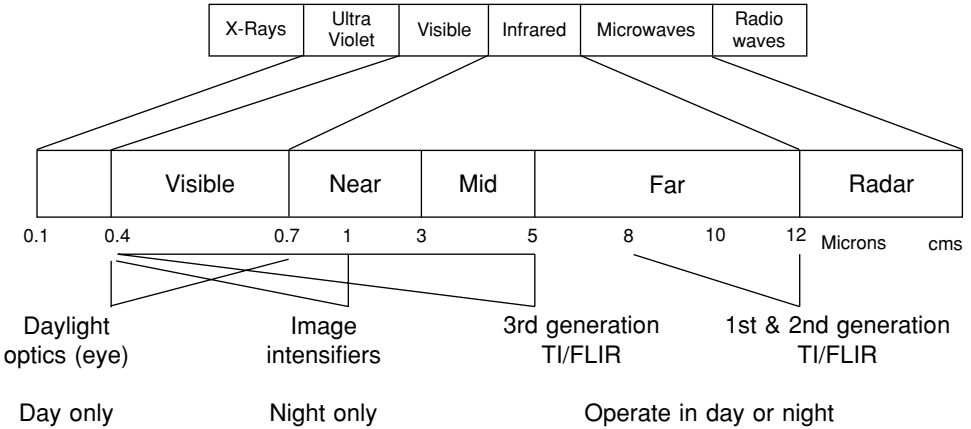 X-Rays
Ultra
Violet
Visible
Infrared
Microwaves
Radio
waves
Visible
Near
Mid
Far
Radar
0.1
0.4
0.7
1
3
5
8
10
12
Microns
cms
Daylight
optics (eye)
Image
intensifiers
3rd generation
TI/FLIR
1st & 2nd generation
TI/FLIR
Day only
Night only
Operate in day or night